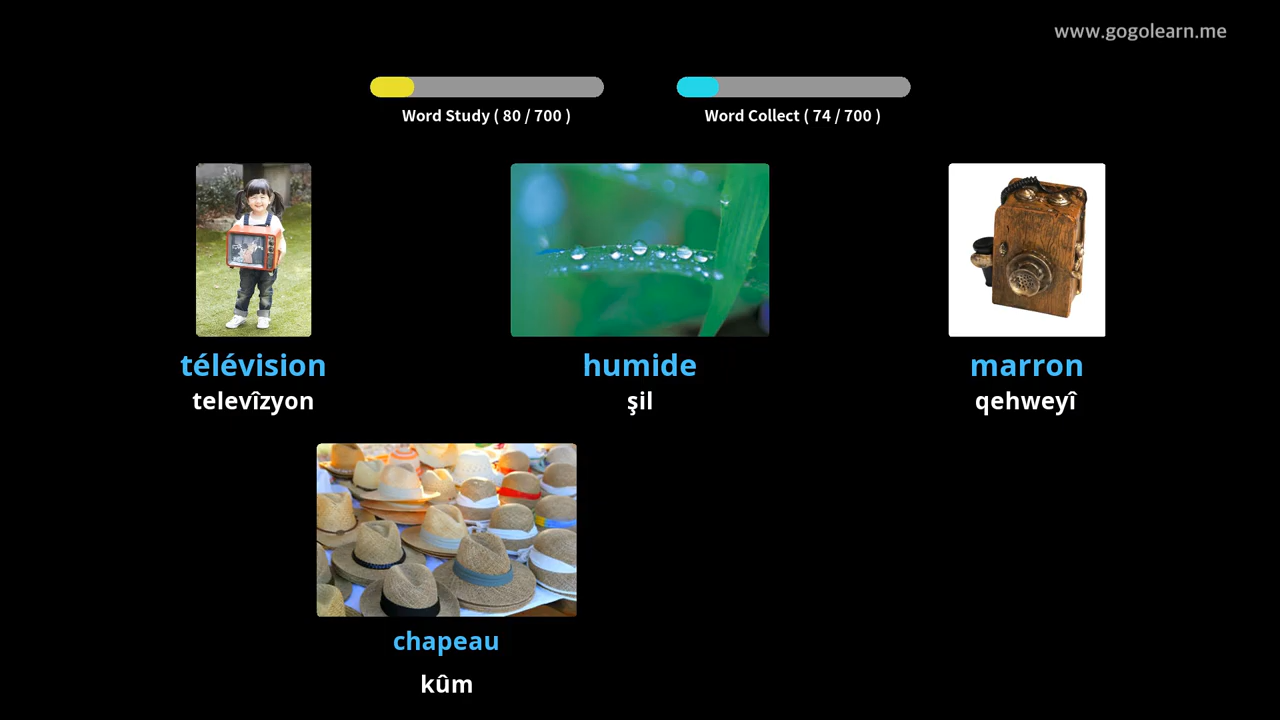 www.gogolearn.me
Word Study ( 80 / 700 )
Word Collect ( 74 / 700 )
télévision
televîzyon
humide
şil
marron
qehweyî
chapeau
kûm